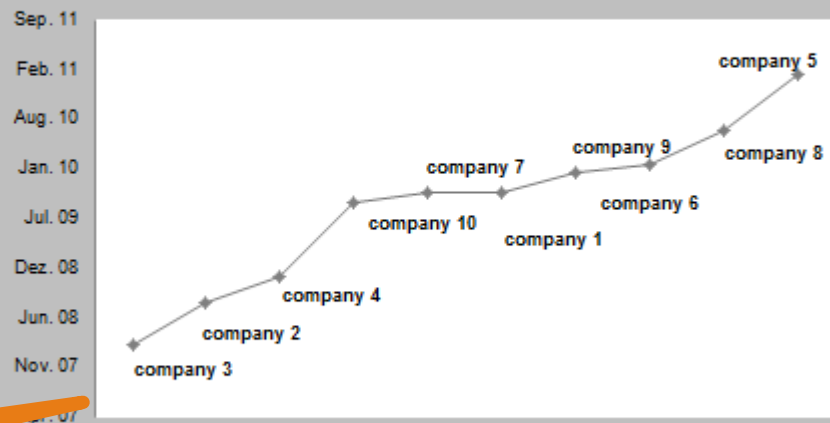 Sep. 11
Feb. 11
Aug. 10
Jan. 10
Jul. 09
Dez. 08
Jun. 08
Nov. 07
07
company 5
company 8
company 9
company 7
company 6
company 10
company 1
company 4
company 2
company 3